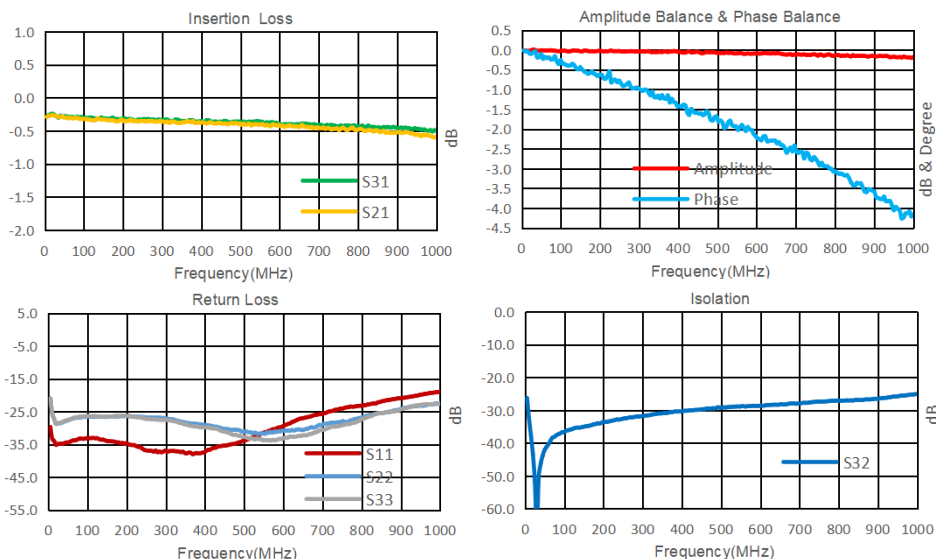 Insertion Loss
1.0
0.5
0.0
-0.5
-1.0
-1.5
-2.0
dB
S31
S21
0 100 200 300 400 500 600 700 800 900 1000
Frequency(MHz)
Amplitude Balance & Phase Balance
0.5
0.0
-0.5
-1.0
-1.5
-2.0
-2.5
-3.0
-3.5
-4.0
-4.5
dB & Degree
Amplitude
Phase
0 100 200 300 400 500 600 700 800 900 1000
Frequency(MHz)
Return Loss
5.0
-5.0
-15.0
-25.0
-35.0
-45.0
-55.0
dB
S11
S22
S33
0 100 200 300 400 500 600 700 800 900 1000
Frequency(MHz)
Isolation
0.0
-10.0
-20.0
-30.0
-40.0
-50.0
-60.0
dB
S32
0 100 200 300 400 500 600 700 800 900 1000
Frequency(MHz)